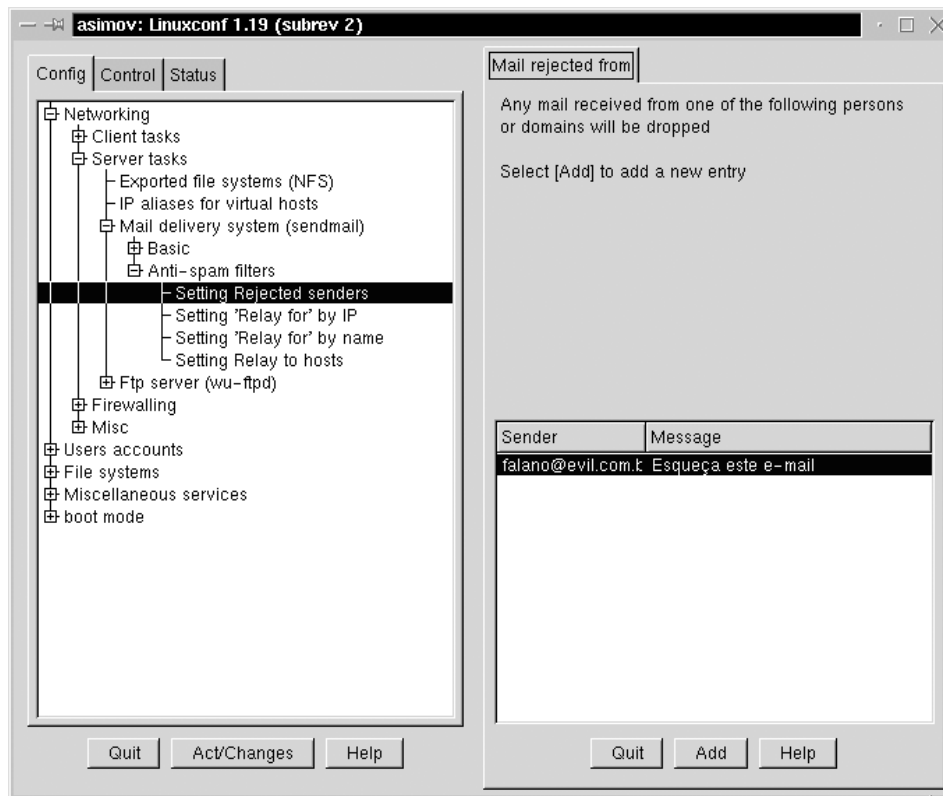 asimov: Linuxconf 1.19 (subrev 2)
Config Control Status
Networking
Client tasks
Server tasks
Exported file systems (NFS)
IP aliases for virtual hosts
Mail delivery system (sendmail)
Basic
Anti-spam filters
Setting Rejected senders
Setting 'Relay for' by IP
Setting 'Relay for' by name
Setting Relay to hosts
Ftp server (wu-ftpd)
Firewalling
Misc
Users accounts
File systems
Miscellaneous services
boot mode
Quit Act/Changes Help
Mail rejected from
Any mail received from one of the following persons
or domains will be dropped
Select [Add] to add a new entry
Sender Message
Esqueça este e-mail
Quit Add Help